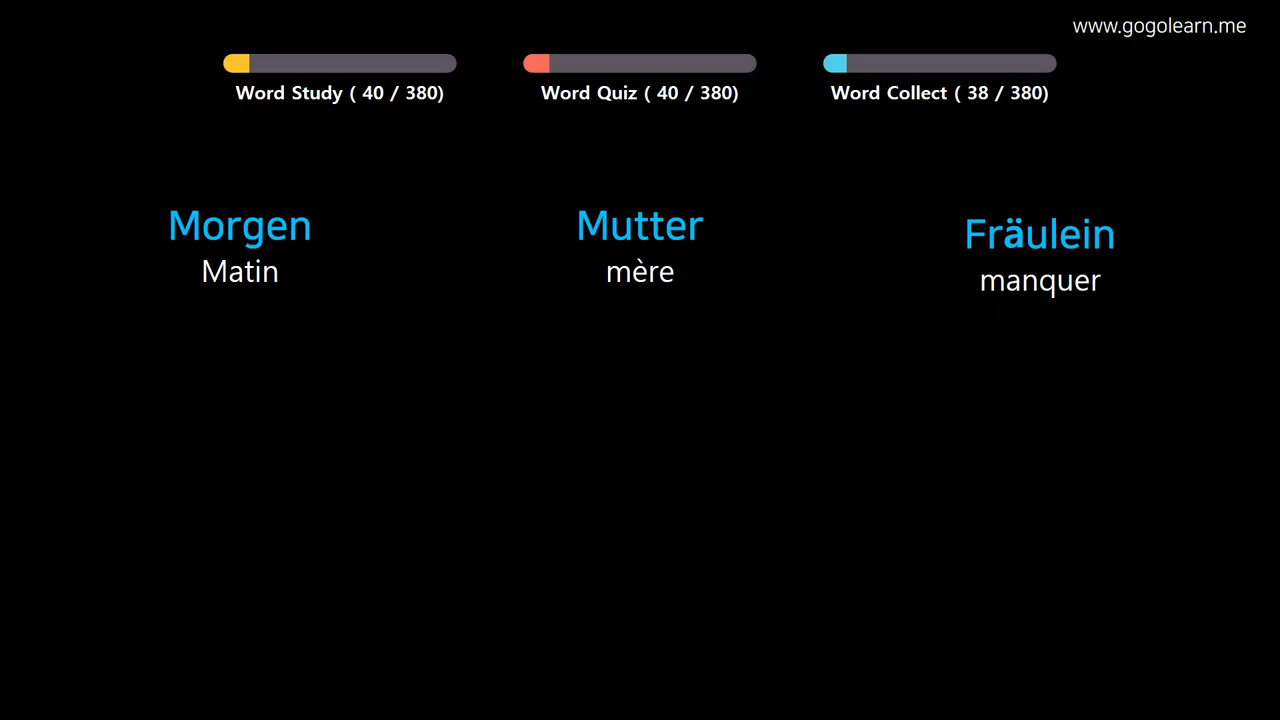 www.gogolearn.me
Word Study ( 40 / 380)
Word Quiz ( 40 / 380)
Word Collect ( 38 / 380)
Morgen
Matin
Mutter
mère
Fräulein
manquer